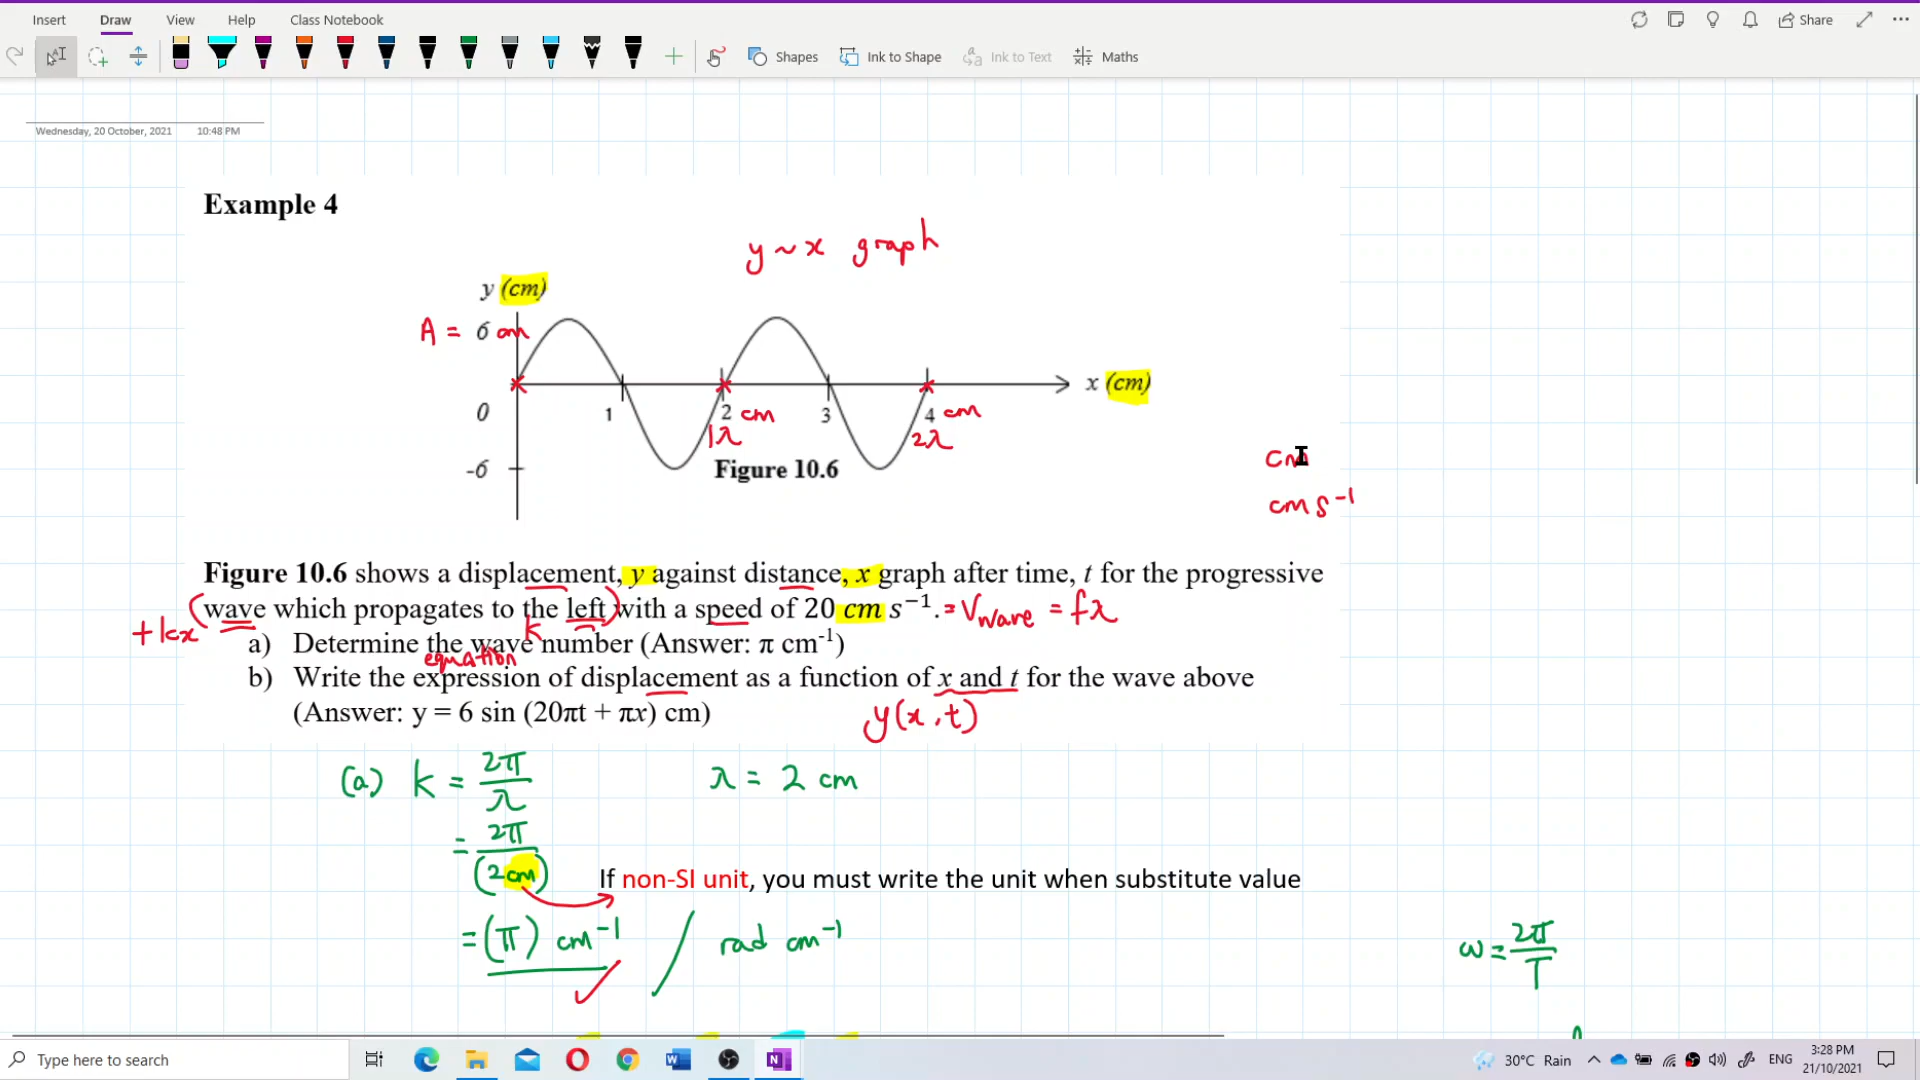 Insert Draw View Help Class Notebook Share
Shapes Ink to Shape Ink to Text Maths
Wednesday, 20 October, 2021 10:48 PM
Example 4
y ~ x graph
y (cm)
A = 6 cm
x (cm)
0 1 2 cm 3 4 cm
1λ 2λ
-6 Figure 10.6
cm
cm s⁻¹
Figure 10.6 shows a displacement, y against distance, x graph after time, t for the progressive
wave which propagates to the left with a speed of 20 cm s⁻¹. = Vwave = fλ
+kx
k
a) Determine the wave number (Answer: π cm⁻¹)
equation
b) Write the expression of displacement as a function of x and t for the wave above
(Answer: y = 6 sin (20πt + πx) cm) y(x,t)
(a) k = 2π/λ λ = 2 cm
= 2π/(2cm)
If non-SI unit, you must write the unit when substitute value
= (π) cm⁻¹ / rad cm⁻¹
ω = 2π/T
Type here to search 30°C Rain ENG 3:28 PM
21/10/2021